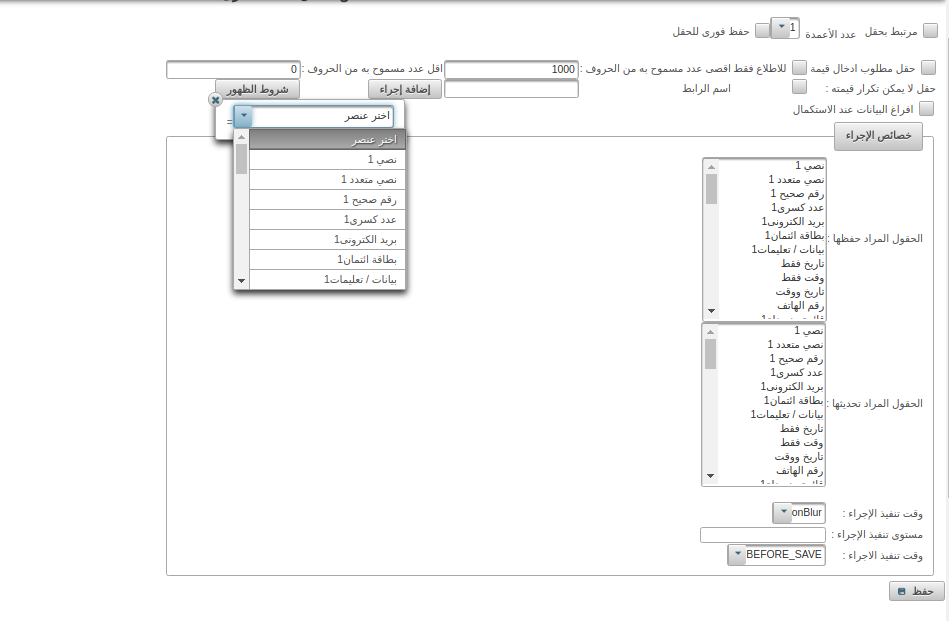 مرتبط بحقل
عدد الأعمدة
1
حفظ فورى للحقل
حقل مطلوب ادخال قيمة
للاطلاع فقط
اقصى عدد مسموح به من الحروف :
1000
اقل عدد مسموح به من الحروف :
0
حقل لا يمكن تكرار قيمته :
اسم الرابط
إضافة إجراء
شروط الظهور
افراغ البيانات عند الاستكمال
اختر عنصر
=
اختر عنصر
نصي 1
نصي متعدد 1
رقم صحيح 1
عدد كسرى1
بريد الكترونى1
بطاقة ائتمان1
بيانات / تعليمات1
خصائص الإجراء
الحقول المراد حفظها :
نصي 1
نصي متعدد 1
رقم صحيح 1
عدد كسرى1
بريد الكترونى1
بطاقة ائتمان1
بيانات / تعليمات1
تاريخ فقط
وقت فقط
تاريخ ووقت
رقم الهاتف
الحقول المراد تحديثها :
نصي 1
نصي متعدد 1
رقم صحيح 1
عدد كسرى1
بريد الكترونى1
بطاقة ائتمان1
بيانات / تعليمات1
تاريخ فقط
وقت فقط
تاريخ ووقت
رقم الهاتف
وقت تنفيذ الإجراء :
onBlur
مستوى تنفيذ الإجراء :
وقت تنفيذ الاجراء :
BEFORE_SAVE
حفظ